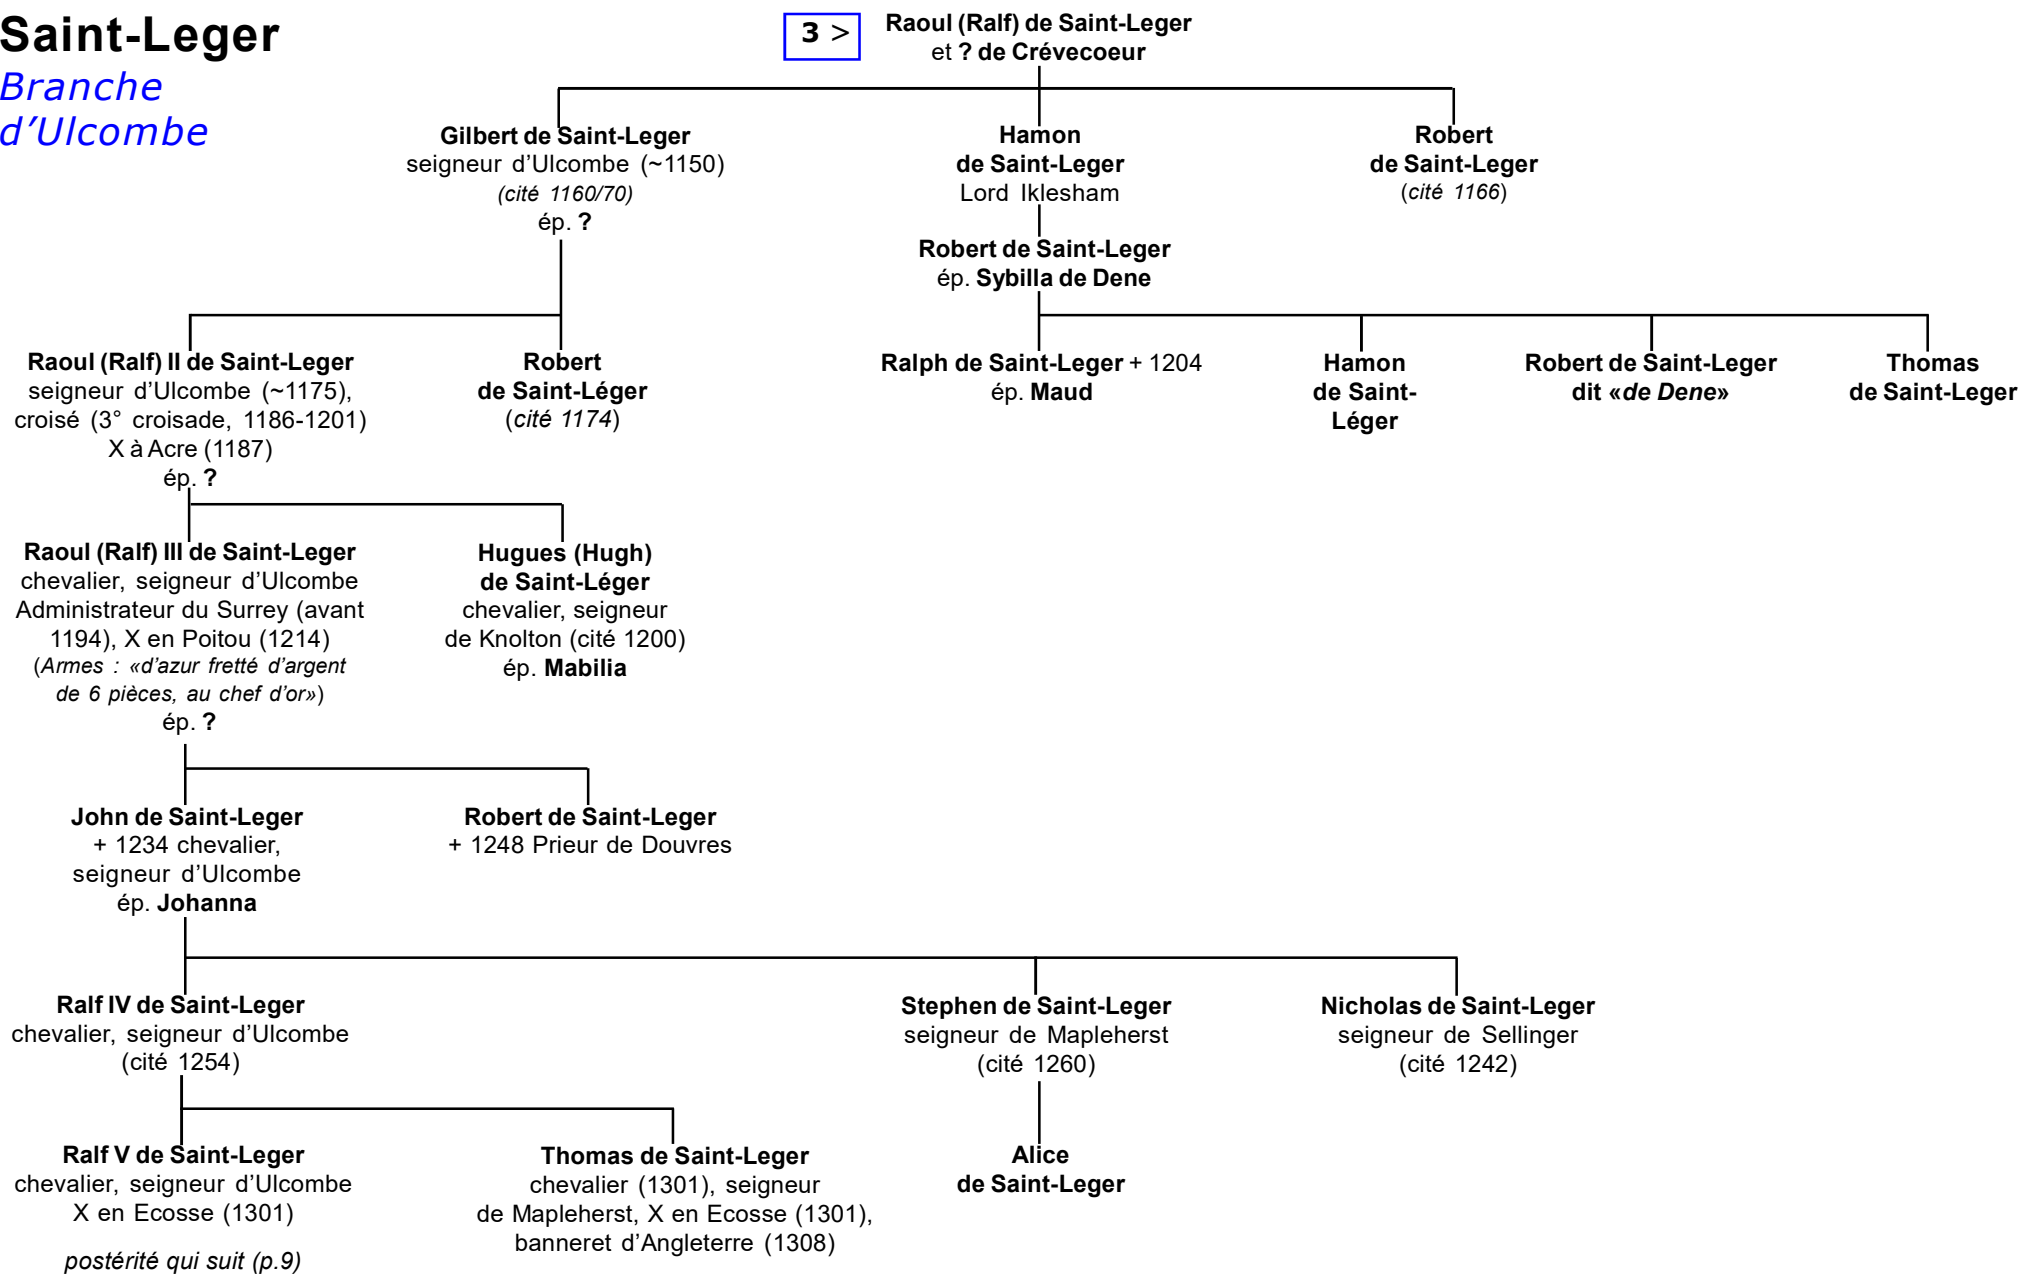 Saint-Leger
Branche
d'Ulcombe
3 >
Raoul (Ralf) de Saint-Leger
et ? de Crévecoeur
Gilbert de Saint-Leger
seigneur d'Ulcombe (~1150)
(cité 1160/70)
ép. ?
Hamon
de Saint-Leger
Lord Iklesham
Robert
de Saint-Leger
(cité 1166)
Robert de Saint-Leger
ép. Sybilla de Dene
Raoul (Ralf) II de Saint-Leger
seigneur d'Ulcombe (~1175),
croisé (3° croisade, 1186-1201)
X à Acre (1187)
ép. ?
Robert
de Saint-Léger
(cité 1174)
Ralph de Saint-Leger + 1204
ép. Maud
Hamon
de Saint-
Léger
Robert de Saint-Leger
dit «de Dene»
Thomas
de Saint-Leger
Raoul (Ralf) III de Saint-Leger
chevalier, seigneur d'Ulcombe
Administrateur du Surrey (avant
1194), X en Poitou (1214)
(Armes : «d'azur fretté d'argent
de 6 pièces, au chef d'or»)
ép. ?
Hugues (Hugh)
de Saint-Léger
chevalier, seigneur
de Knolton (cité 1200)
ép. Mabilia
John de Saint-Leger
+ 1234 chevalier,
seigneur d'Ulcombe
ép. Johanna
Robert de Saint-Leger
+ 1248 Prieur de Douvres
Ralf IV de Saint-Leger
chevalier, seigneur d'Ulcombe
(cité 1254)
Stephen de Saint-Leger
seigneur de Mapleherst
(cité 1260)
Nicholas de Saint-Leger
seigneur de Sellinger
(cité 1242)
Ralf V de Saint-Leger
chevalier, seigneur d'Ulcombe
X en Ecosse (1301)
postérité qui suit (p.9)
Thomas de Saint-Leger
chevalier (1301), seigneur
de Mapleherst, X en Ecosse (1301),
banneret d'Angleterre (1308)
Alice
de Saint-Leger